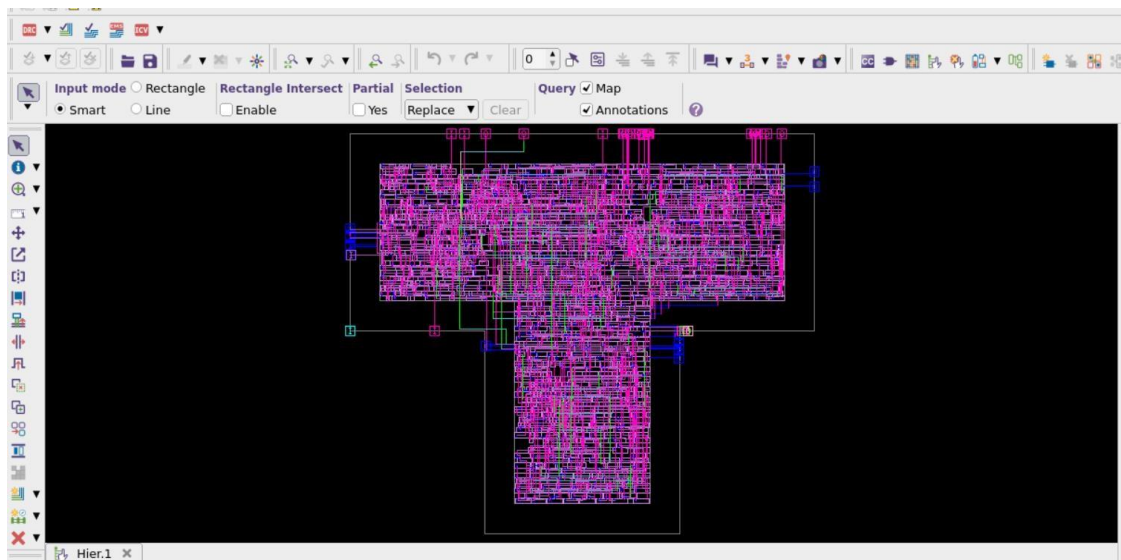 DRC ICV
0
Input mode Rectangle Rectangle Intersect Partial Selection Query Map
Smart Line Enable Yes Replace Clear Annotations
Hier.1